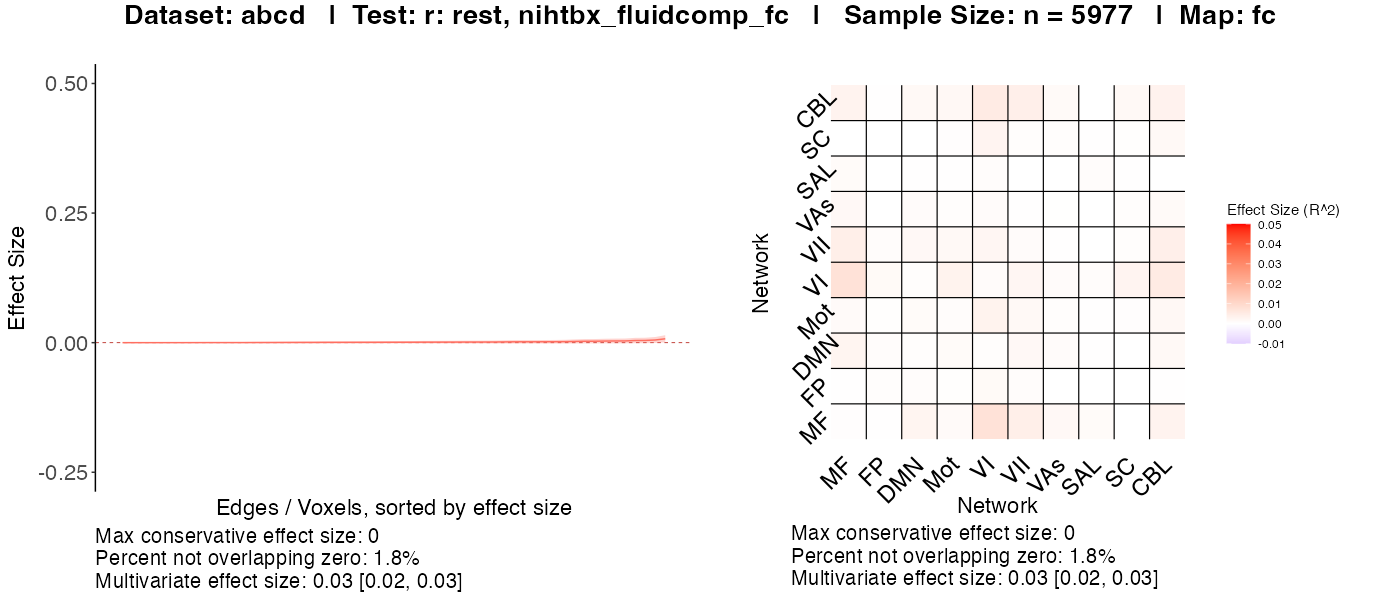 Dataset: abcd | Test: r: rest, nihtbx_fluidcomp_fc | Sample Size: n = 5977 | Map: fc
0.50
0.25
0.00
-0.25
Effect Size
Edges / Voxels, sorted by effect size
Max conservative effect size: 0
Percent not overlapping zero: 1.8%
Multivariate effect size: 0.03 [0.02, 0.03]
Network
CBL
SC
SAL
VAs
VII
VI
Mot
DMN
FP
MF
MF
FP
DMN
Mot
VI
VII
VAs
SAL
SC
CBL
Network
Max conservative effect size: 0
Percent not overlapping zero: 1.8%
Multivariate effect size: 0.03 [0.02, 0.03]
Effect Size (R^2)
0.05
0.04
0.03
0.02
0.01
0.00
-0.01